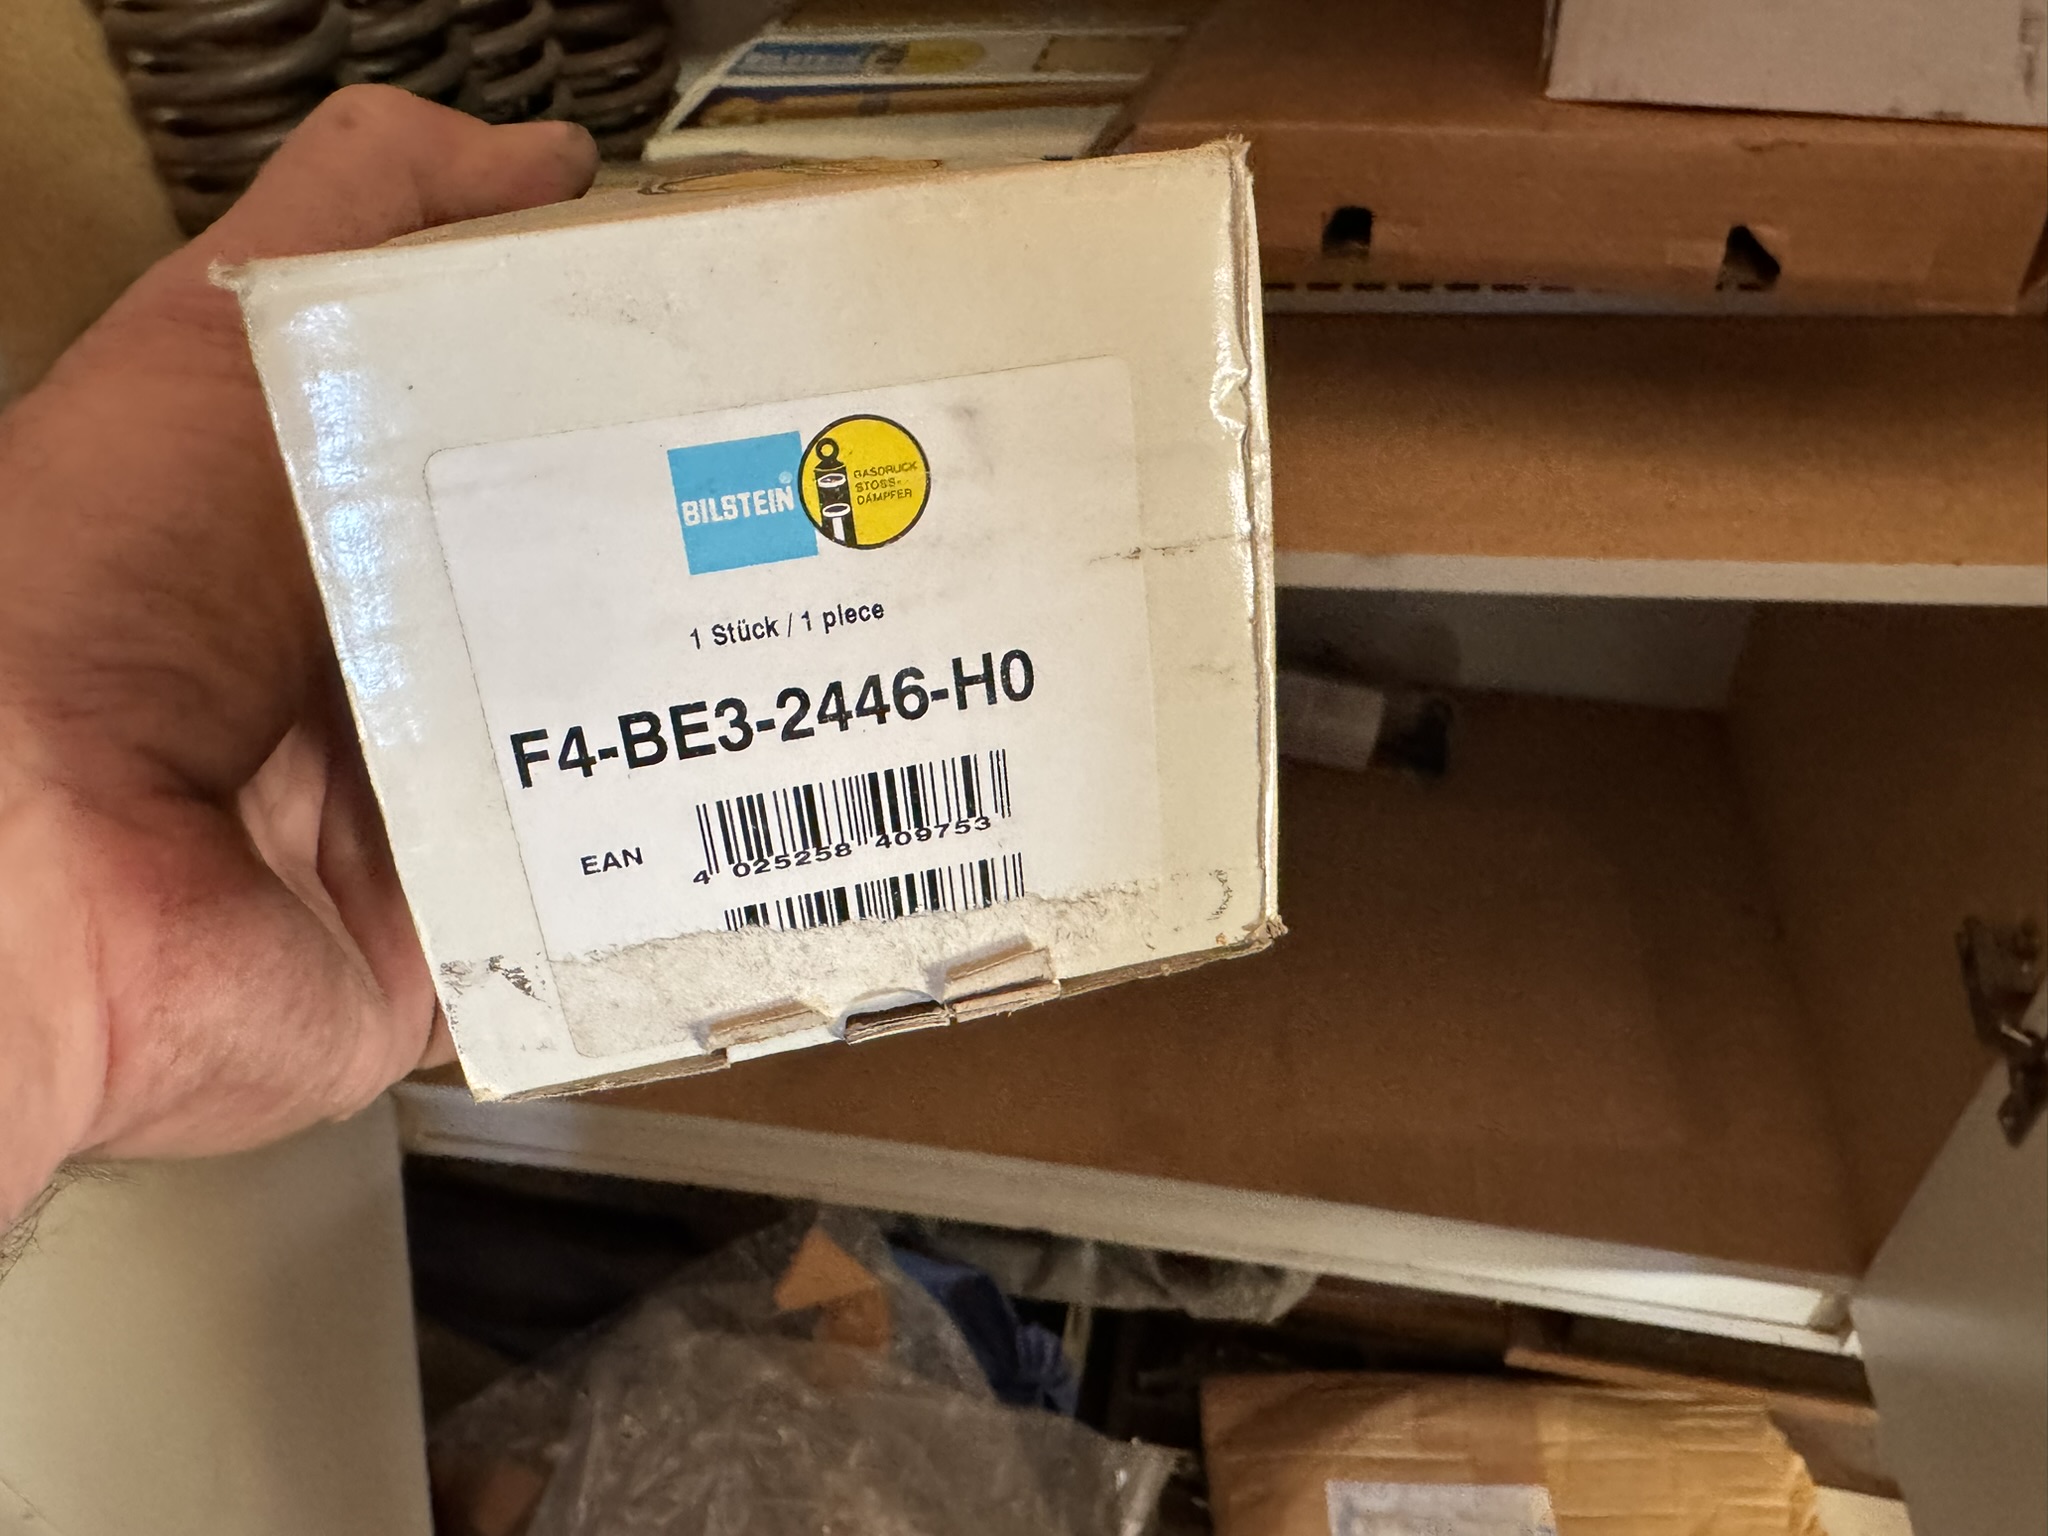 BILSTEIN®
GASDRUCK
STOSS-
DÄMPFER
1 Stück / 1 piece
F4-BE3-2446-H0
EAN
4 025258 409753